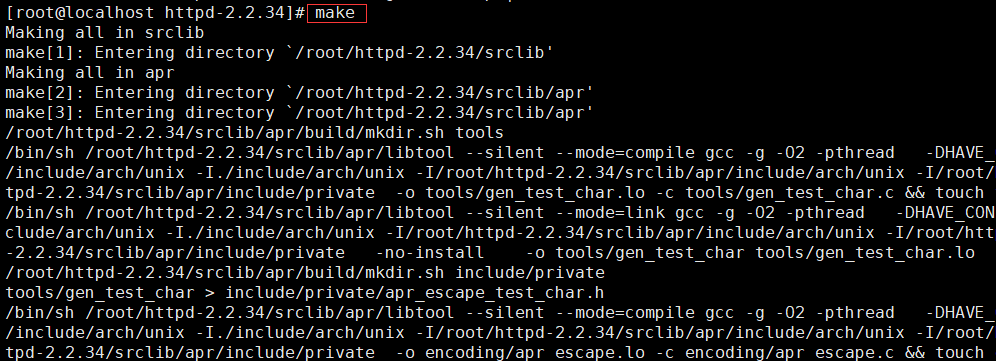 [root@localhost httpd-2.2.34]# make
Making all in srclib
make[1]: Entering directory `/root/httpd-2.2.34/srclib'
Making all in apr
make[2]: Entering directory `/root/httpd-2.2.34/srclib/apr'
make[3]: Entering directory `/root/httpd-2.2.34/srclib/apr'
/root/httpd-2.2.34/srclib/apr/build/mkdir.sh tools
/bin/sh /root/httpd-2.2.34/srclib/apr/libtool --silent --mode=compile gcc -g -O2 -pthread   -DHAVE_
/include/arch/unix -I./include/arch/unix -I/root/httpd-2.2.34/srclib/apr/include/arch/unix -I/root/
tpd-2.2.34/srclib/apr/include/private  -o tools/gen_test_char.lo -c tools/gen_test_char.c && touch
/bin/sh /root/httpd-2.2.34/srclib/apr/libtool --silent --mode=link gcc -g -O2 -pthread   -DHAVE_CON
clude/arch/unix -I./include/arch/unix -I/root/httpd-2.2.34/srclib/apr/include/arch/unix -I/root/htt
-2.2.34/srclib/apr/include/private   -no-install    -o tools/gen_test_char tools/gen_test_char.lo
/root/httpd-2.2.34/srclib/apr/build/mkdir.sh include/private
tools/gen_test_char > include/private/apr_escape_test_char.h
/bin/sh /root/httpd-2.2.34/srclib/apr/libtool --silent --mode=compile gcc -g -O2 -pthread   -DHAVE_
/include/arch/unix -I./include/arch/unix -I/root/httpd-2.2.34/srclib/apr/include/arch/unix -I/root/
tpd-2.2.34/srclib/apr/include/private  -o encoding/apr_escape.lo -c encoding/apr_escape.c && touch